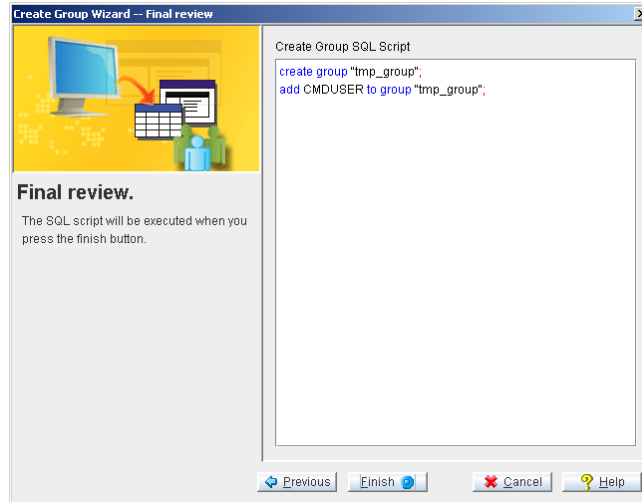 Create Group Wizard -- Final review
Create Group SQL Script
create group "tmp_group";
add CMDUSER to group "tmp_group";
Final review.
The SQL script will be executed when you
press the finish button.
Previous
Finish
Cancel
Help